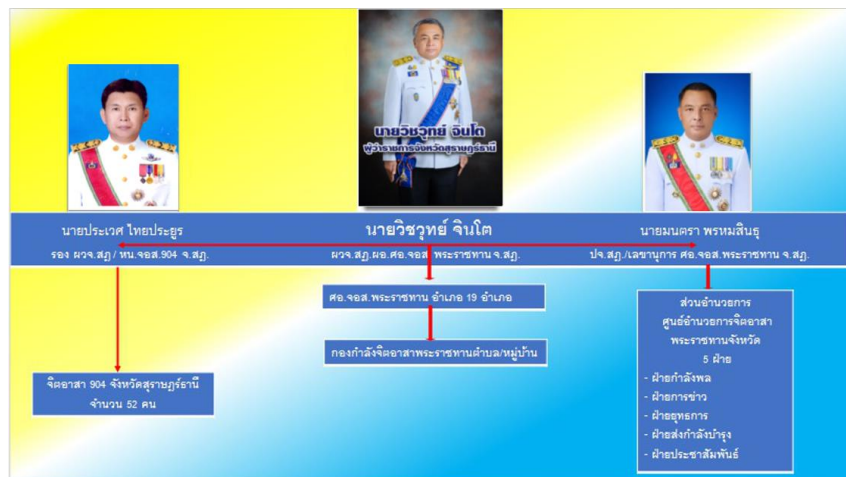 นายวิชวุทย์ จินโต
ผู้ว่าราชการจังหวัดสุราษฎร์ธานี
นายประเวศ ไทยประยูร
รอง ผวจ.สฎ / หน.จอส.904 จ.สฎ.
นายวิชวุทย์ จินโต
ผวจ.สฎ.ผอ.ศอ.จอส.พระราชทาน จ.สฎ.
นายมนตรา พรหมสินธุ
ปจ.สฎ./เลขานุการ ศอ.จอส.พระราชทาน จ.สฎ.
ศอ.จอส.พระราชทาน อำเภอ 19 อำเภอ
กองกำลังจิตอาสาพระราชทานตำบล/หมู่บ้าน
จิตอาสา 904 จังหวัดสุราษฎร์ธานี
จำนวน 52 คน
ส่วนอำนวยการ
ศูนย์อำนวยการจิตอาสา
พระราชทานจังหวัด
5 ฝ่าย
- ฝ่ายกำลังพล
- ฝ่ายการข่าว
- ฝ่ายยุทธการ
- ฝ่ายส่งกำลังบำรุง
- ฝ่ายประชาสัมพันธ์